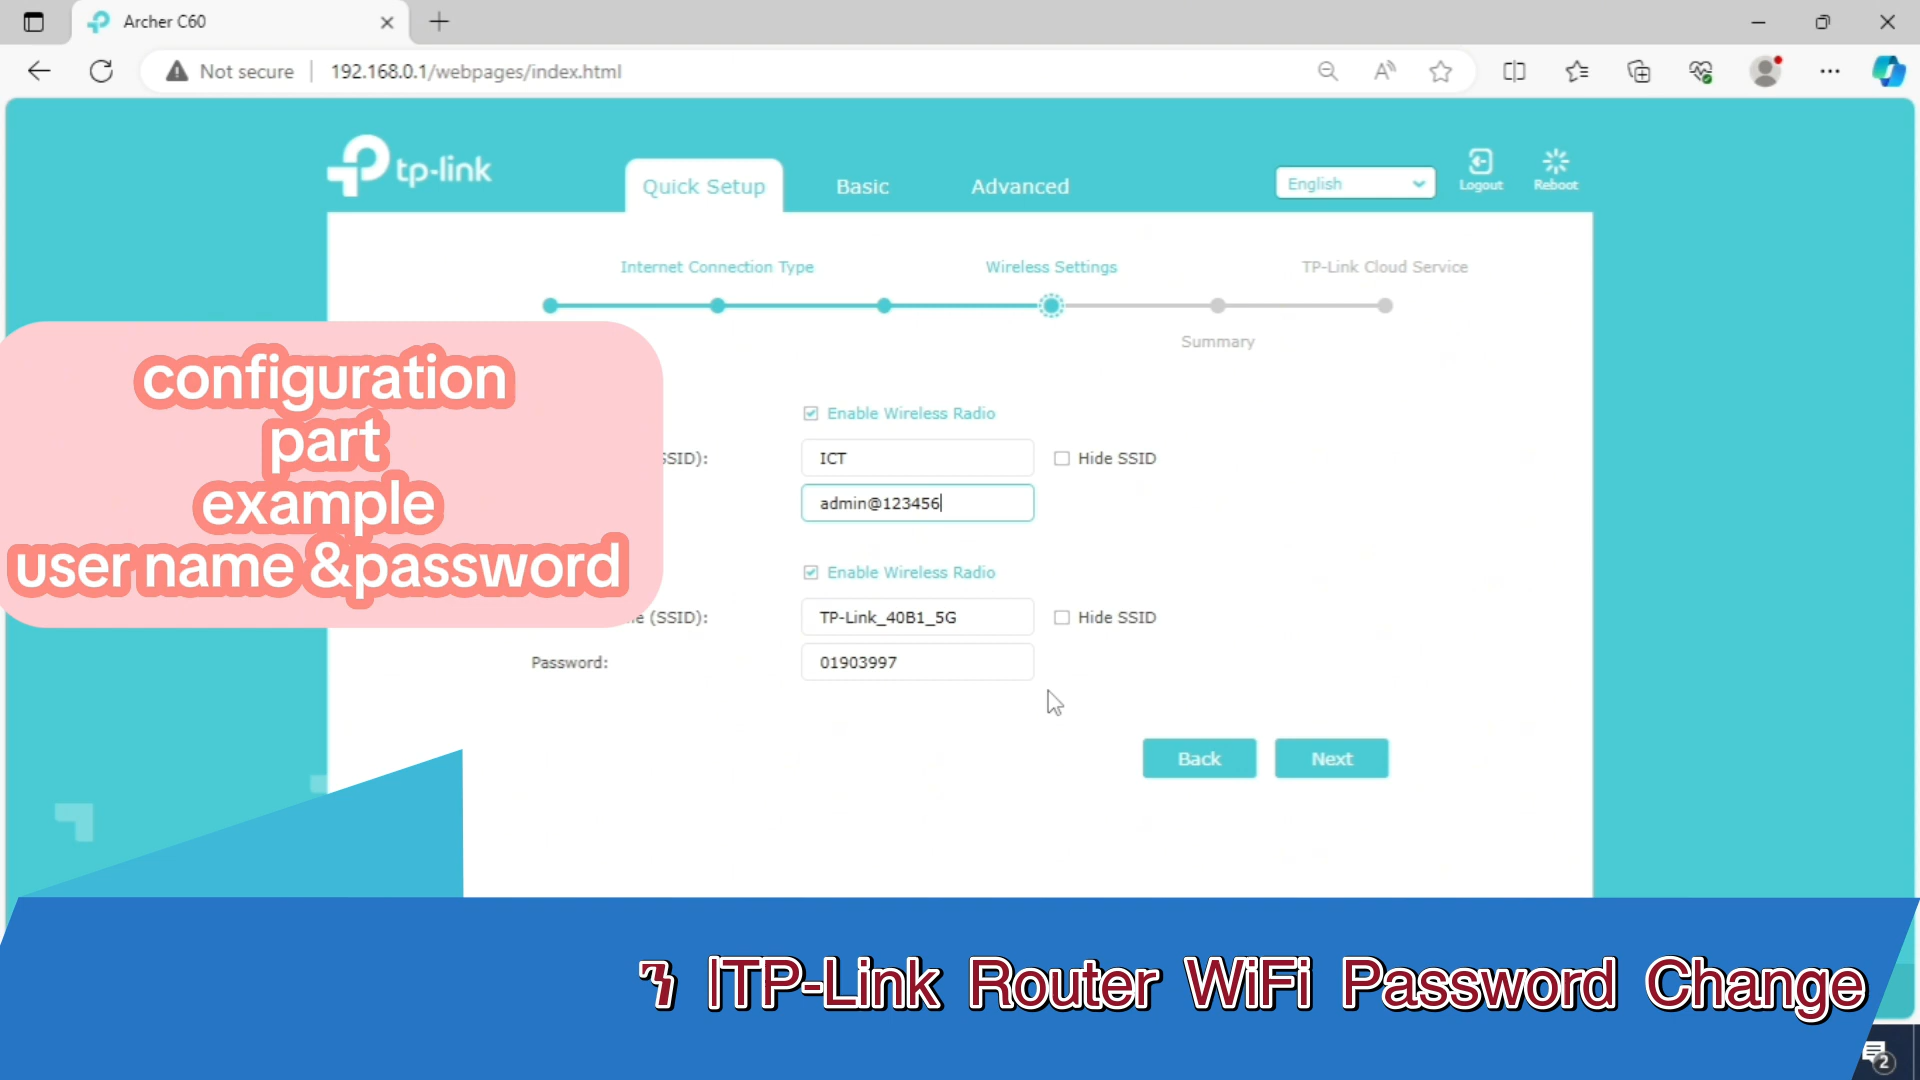 Archer C60
Not secure
192.168.0.1/webpages/index.html
tp-link
Quick Setup
Basic
Advanced
English
Logout
Reboot
Internet Connection Type
Wireless Settings
TP-Link Cloud Service
Summary
configuration
part
example
user name &password
Enable Wireless Radio
SSID):
ICT
Hide SSID
admin@123456
Enable Wireless Radio
(SSID):
TP-Link_40B1_5G
Hide SSID
Password:
01903997
Back
Next
ን |TP-Link Router WiFi Password Change
2